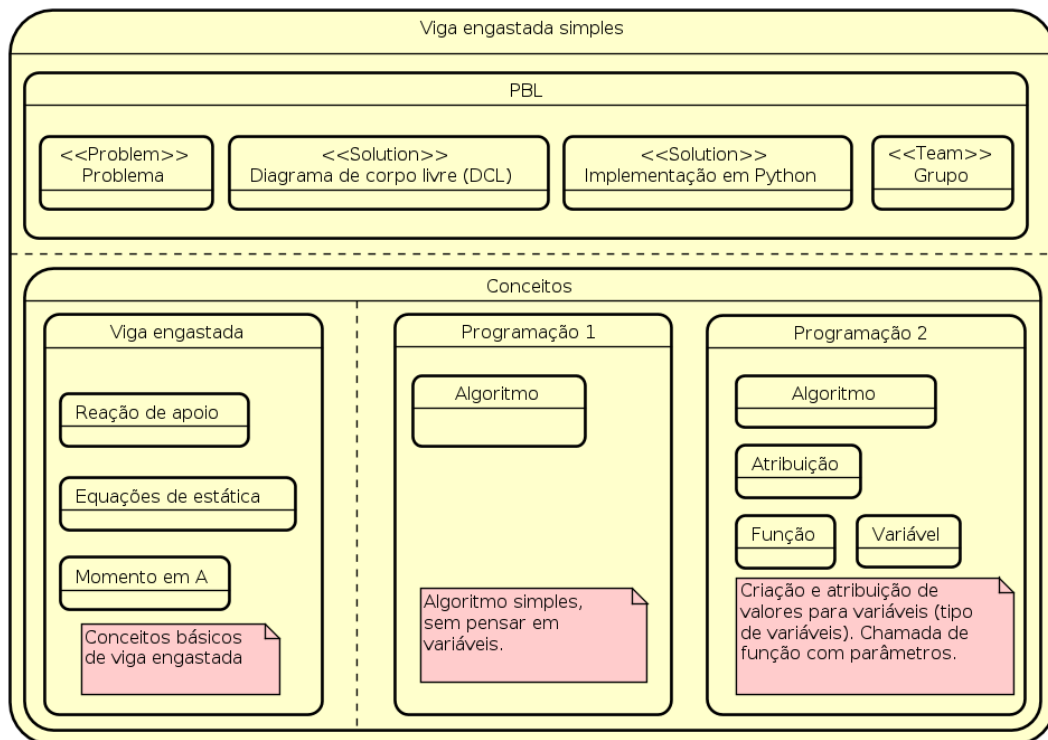 Viga engastada simples
PBL
<<Problem>>
Problema
<<Solution>>
Diagrama de corpo livre (DCL)
<<Solution>>
Implementação em Python
<<Team>>
Grupo
Conceitos
Viga engastada
Reação de apoio
Equações de estática
Momento em A
Conceitos básicos
de viga engastada
Programação 1
Algoritmo
Algoritmo simples,
sem pensar em
variáveis.
Programação 2
Algoritmo
Atribuição
Função
Variável
Criação e atribuição de
valores para variáveis (tipo
de variáveis). Chamada de
função com parâmetros.